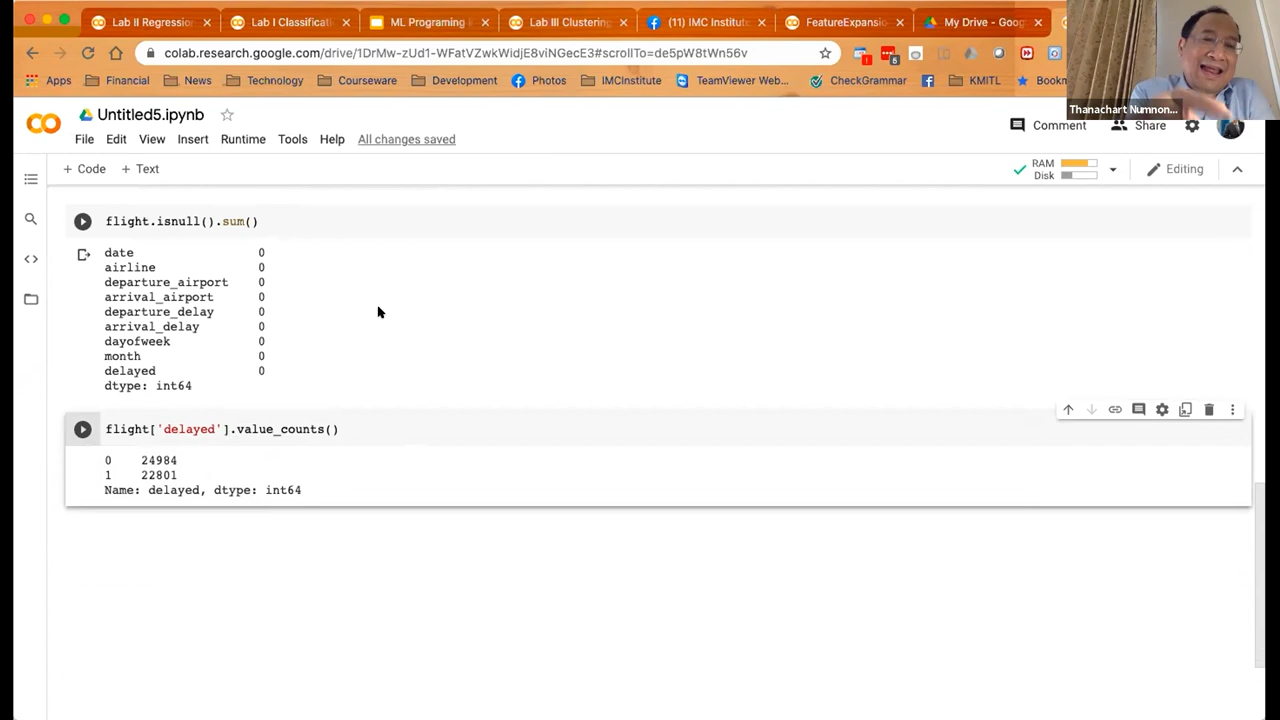 Lab II Regressio
Lab I Classificati
ML Programing i
Lab III Clustering
(11) IMC Institut
FeatureExpansio
My Drive - Goog
colab.research.google.com/drive/1DrMw-zUd1-WFatVZwkWidjE8viNGecE3#scrollTo=de5pW8tWn56v
Apps
Financial
News
Technology
Courseware
Development
Photos
IMCInstitute
TeamViewer Web...
CheckGrammar
KMITL
Bookm
Thanachart Numnon...
Untitled5.ipynb
File Edit View Insert Runtime Tools Help All changes saved
Comment
Share
+ Code + Text
RAM
Disk
Editing
flight.isnull().sum()
date 0
airline 0
departure_airport 0
arrival_airport 0
departure_delay 0
arrival_delay 0
dayofweek 0
month 0
delayed 0
dtype: int64
flight['delayed'].value_counts()
0 24984
1 22801
Name: delayed, dtype: int64